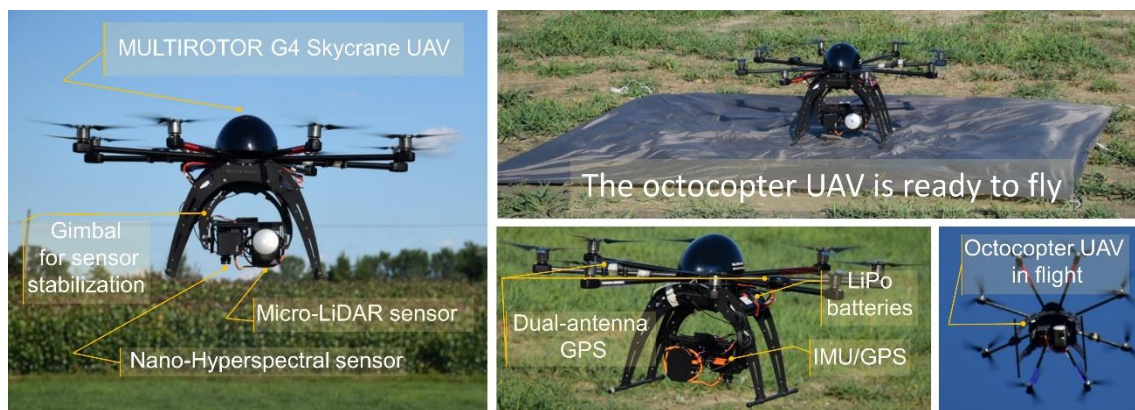 MULTIROTOR G4 Skycrane UAV
Gimbal
for sensor
stabilization
Micro-LiDAR sensor
Nano-Hyperspectral sensor
The octocopter UAV is ready to fly
Dual-antenna
GPS
LiPo
batteries
IMU/GPS
Octocopter UAV
in flight